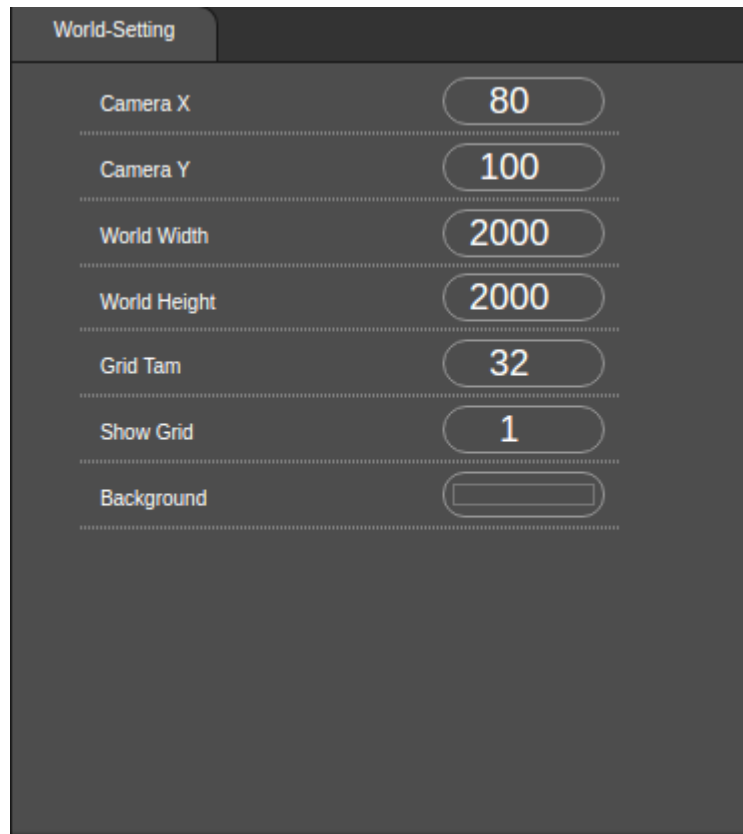 World-Setting
Camera X 80
Camera Y 100
World Width 2000
World Height 2000
Grid Tam 32
Show Grid 1
Background